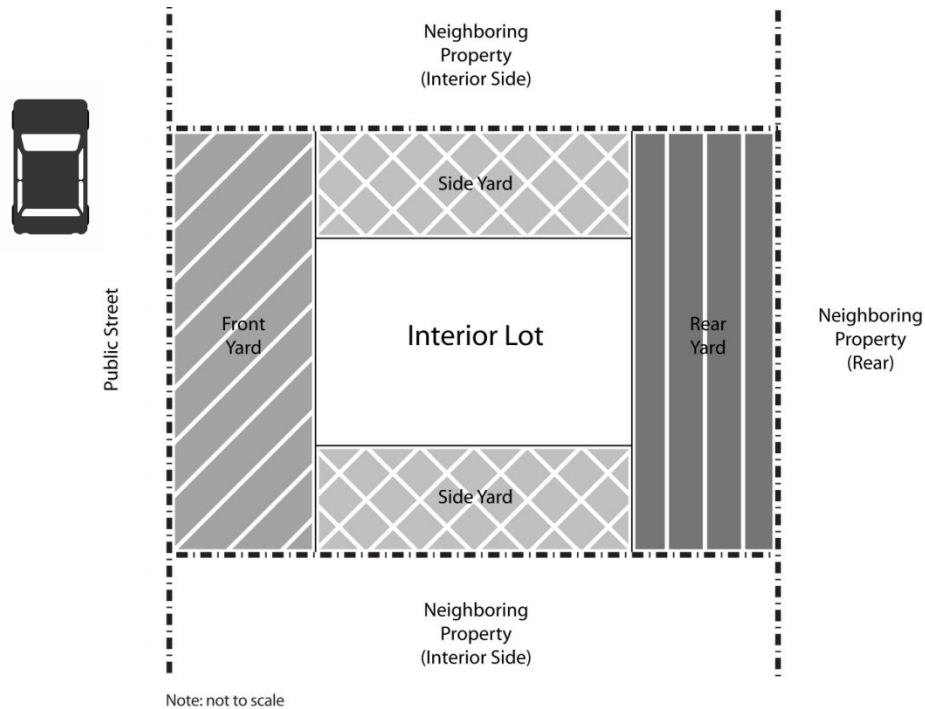 Neighboring
Property
(Interior Side)
Side Yard
Public Street
Front
Yard
Interior Lot
Rear
Yard
Neighboring
Property
(Rear)
Side Yard
Neighboring
Property
(Interior Side)
Note: not to scale